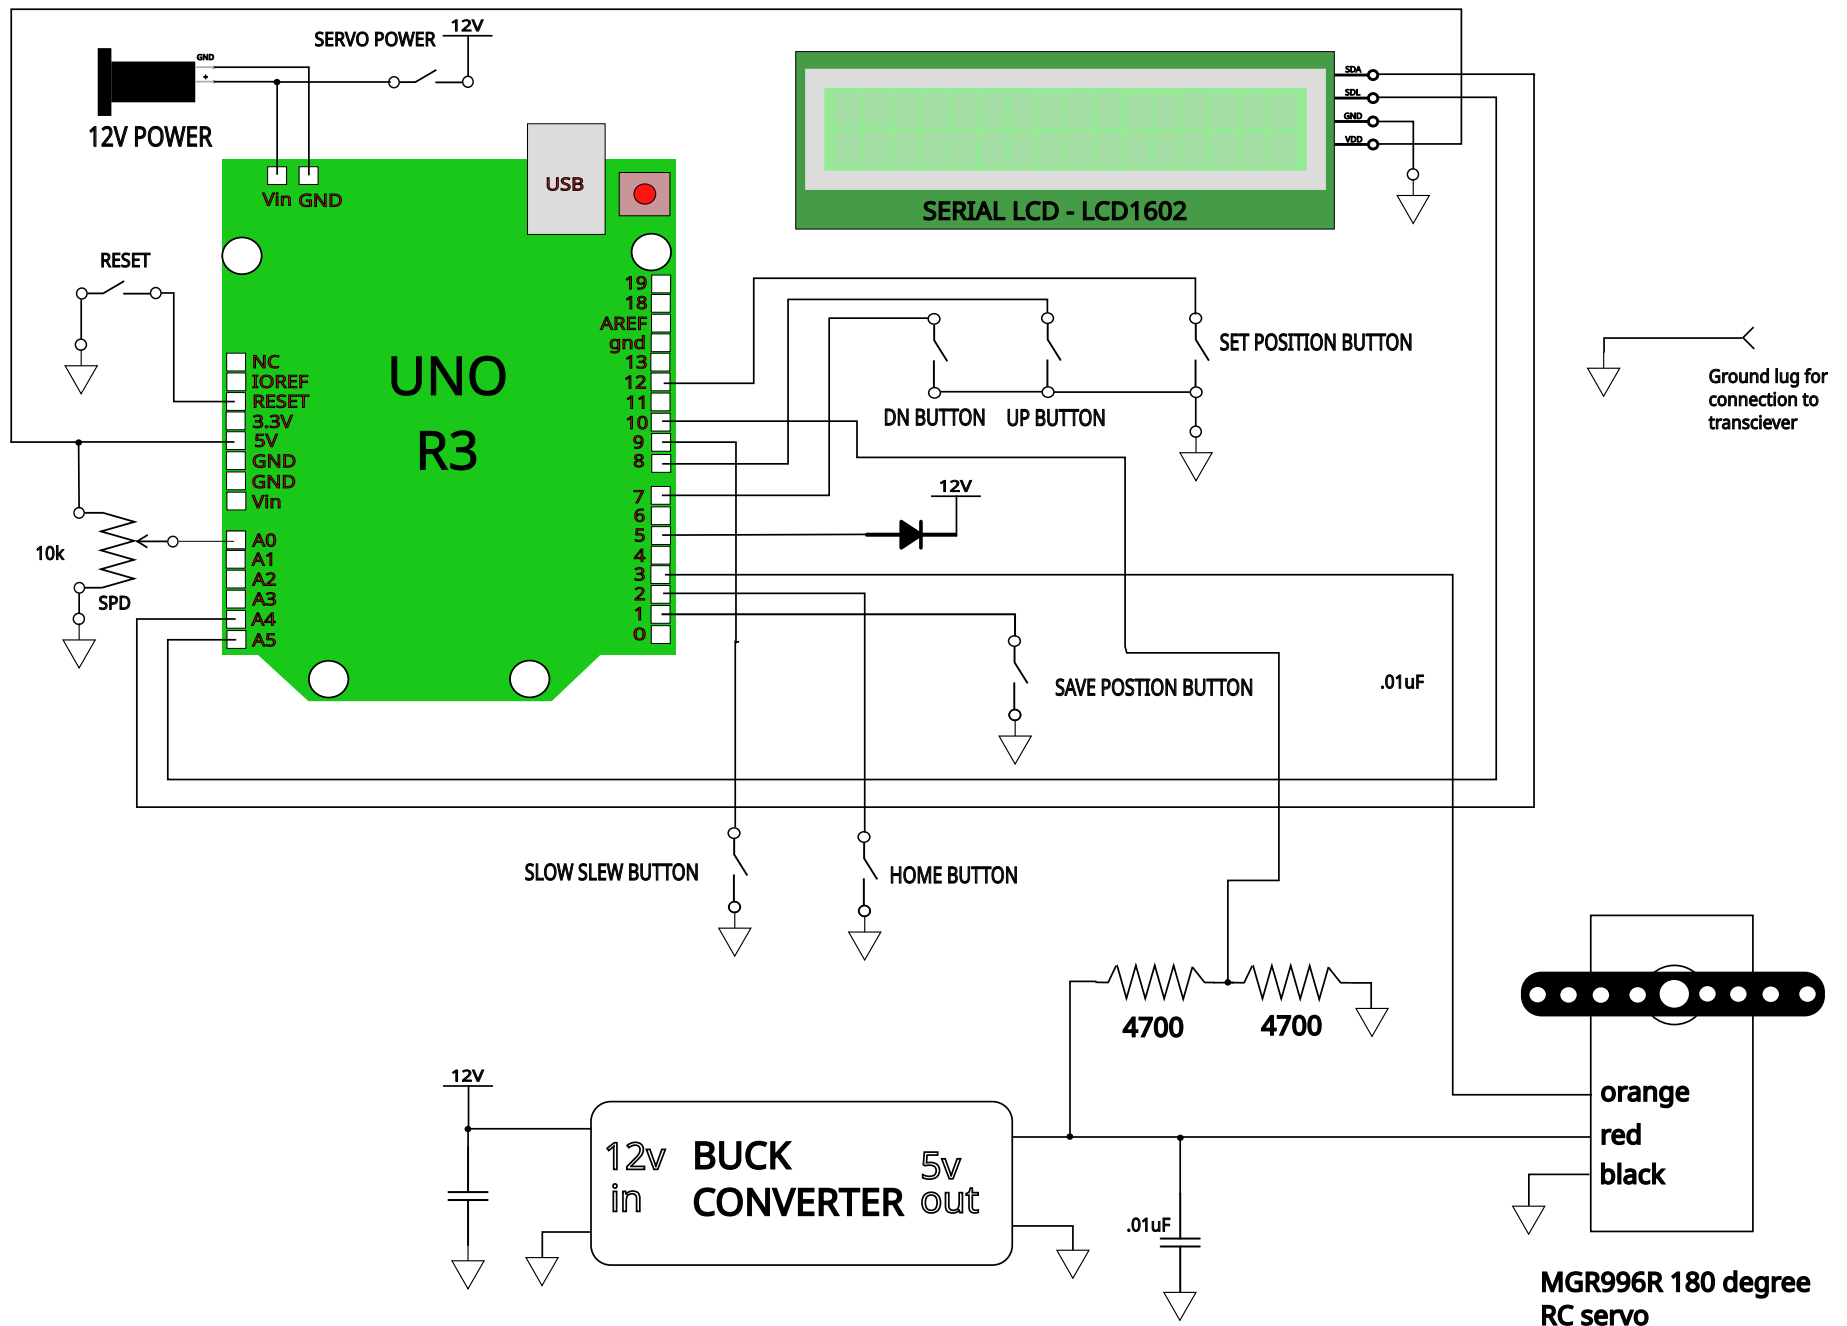 12V
SERVO POWER
GND
+
12V POWER
SDA
SDL
GND
VDD
SERIAL LCD - LCD1602
USB
Vin
GND
RESET
UNO
R3
NC
IOREF
RESET
3.3V
5V
GND
GND
Vin
A0
A1
A2
A3
A4
A5
19
18
AREF
gnd
13
12
11
10
9
8
7
6
5
4
3
2
1
0
10k
SPD
SET POSITION BUTTON
DN BUTTON
UP BUTTON
12V
Ground lug for
connection to
transciever
SAVE POSTION BUTTON
.01uF
SLOW SLEW BUTTON
HOME BUTTON
4700
4700
12V
12v
in
BUCK
CONVERTER
5v
out
.01uF
orange
red
black
MGR996R 180 degree
RC servo